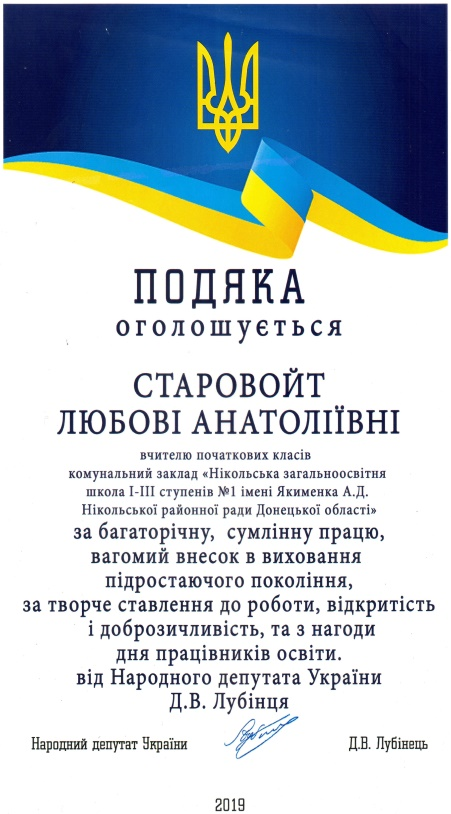 ПОДЯКА
оголошується
СТАРОВОЙТ
ЛЮБОВІ АНАТОЛІЇВНІ
вчителю початкових класів
комунальний заклад «Нікольська загальноосвітня
школа І-ІІІ ступенів №1 імені Якименка А.Д.
Нікольської районної ради Донецької області»
за багаторічну, сумлінну працю,
вагомий внесок в виховання
підростаючого покоління,
за творче ставлення до роботи, відкритість
і доброзичливість, та з нагоди
дня працівників освіти.
від Народного депутата України
Д.В. Лубінця
Народний депутат України Д.В. Лубінець
2019